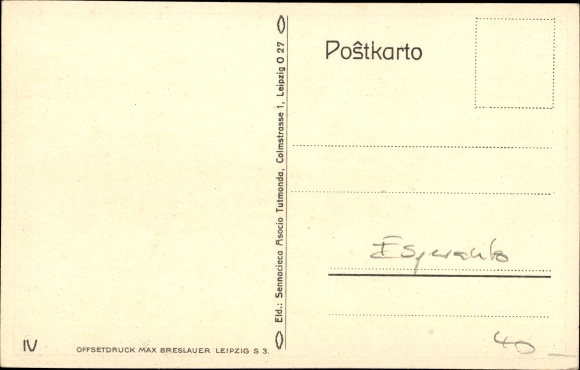 Poŝtkarto
Eld.: Sennacieca Asocio Tutmonda, Colmstrasse 1, Leipzig O 27
Esperanto
40 —
IV
OFFSETDRUCK MAX BRESLAUER LEIPZIG S 3.